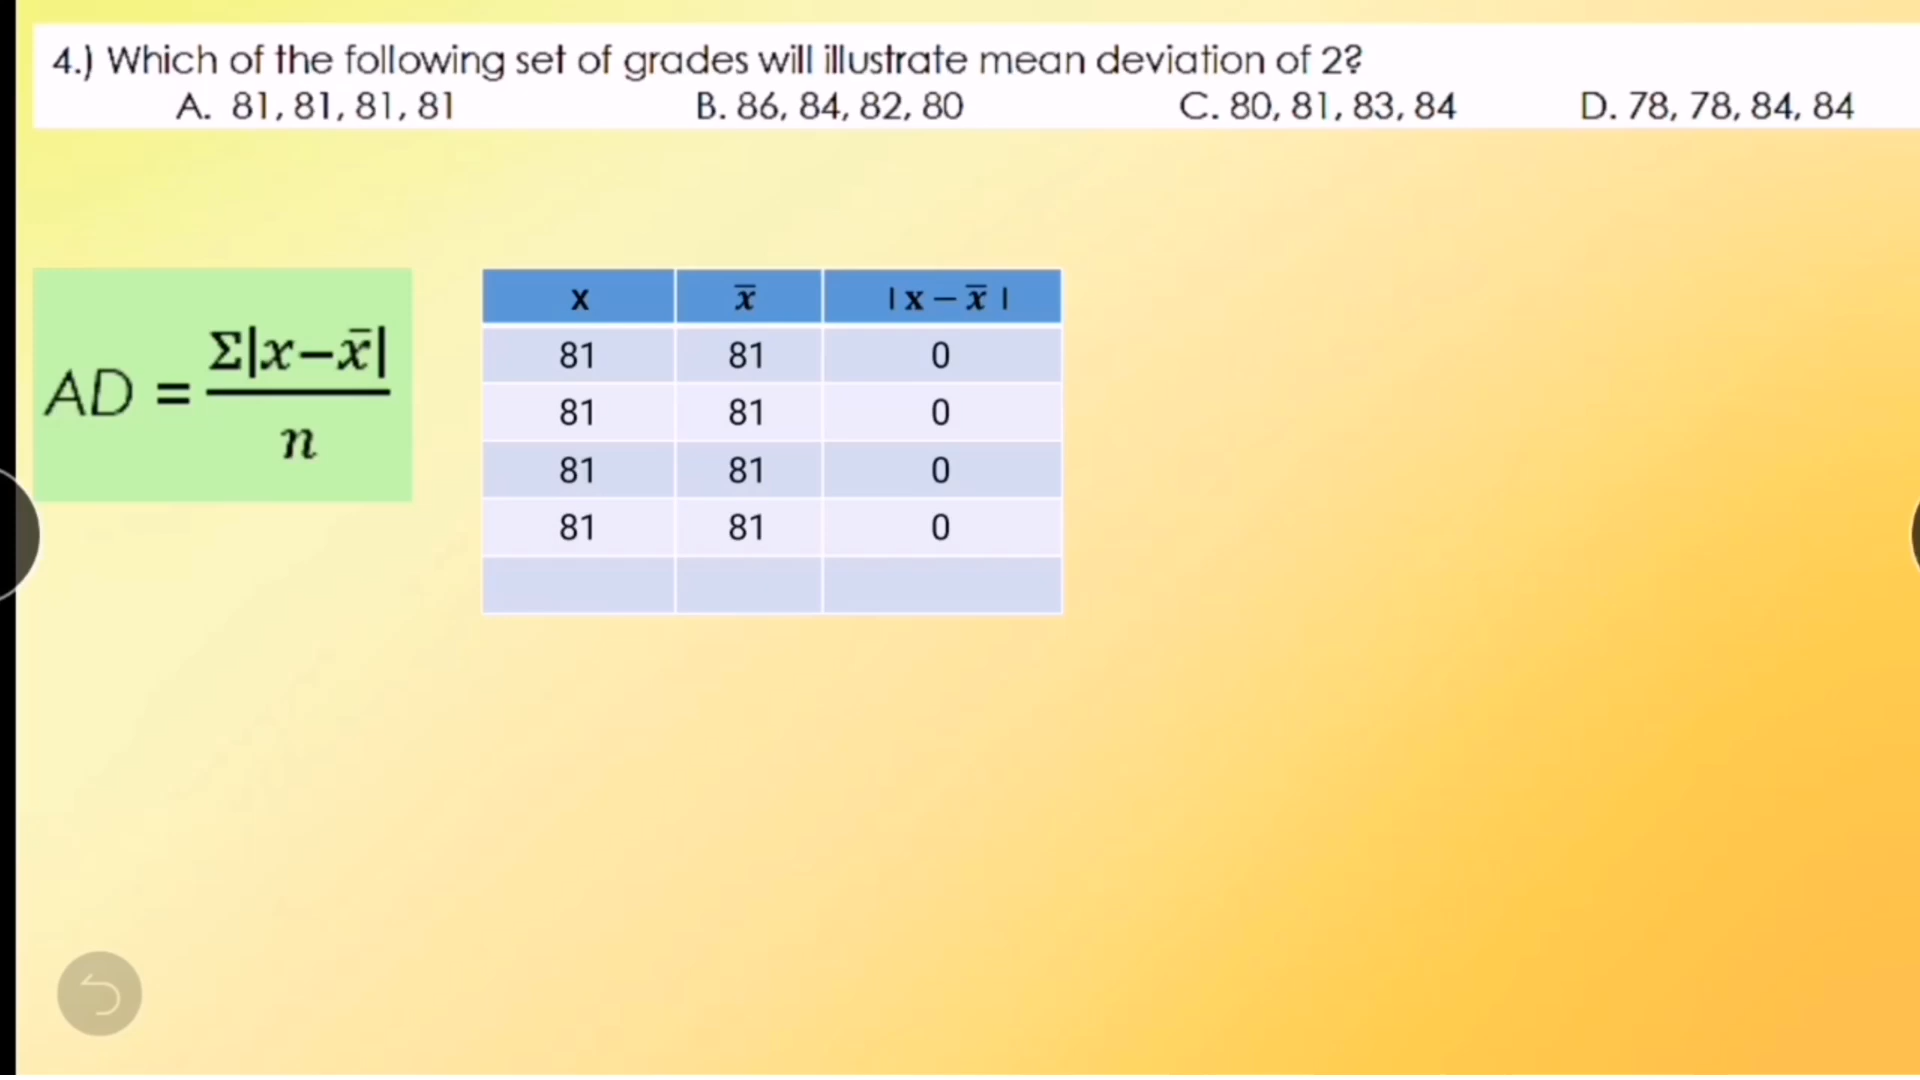 4.) Which of the following set of grades will illustrate mean deviation of 2?
A. 81, 81, 81, 81 B. 86, 84, 82, 80 C. 80, 81, 83, 84 D. 78, 78, 84, 84
AD = Σ|x−x̄| / n
x x̄ | x − x̄ |
81 81 0
81 81 0
81 81 0
81 81 0